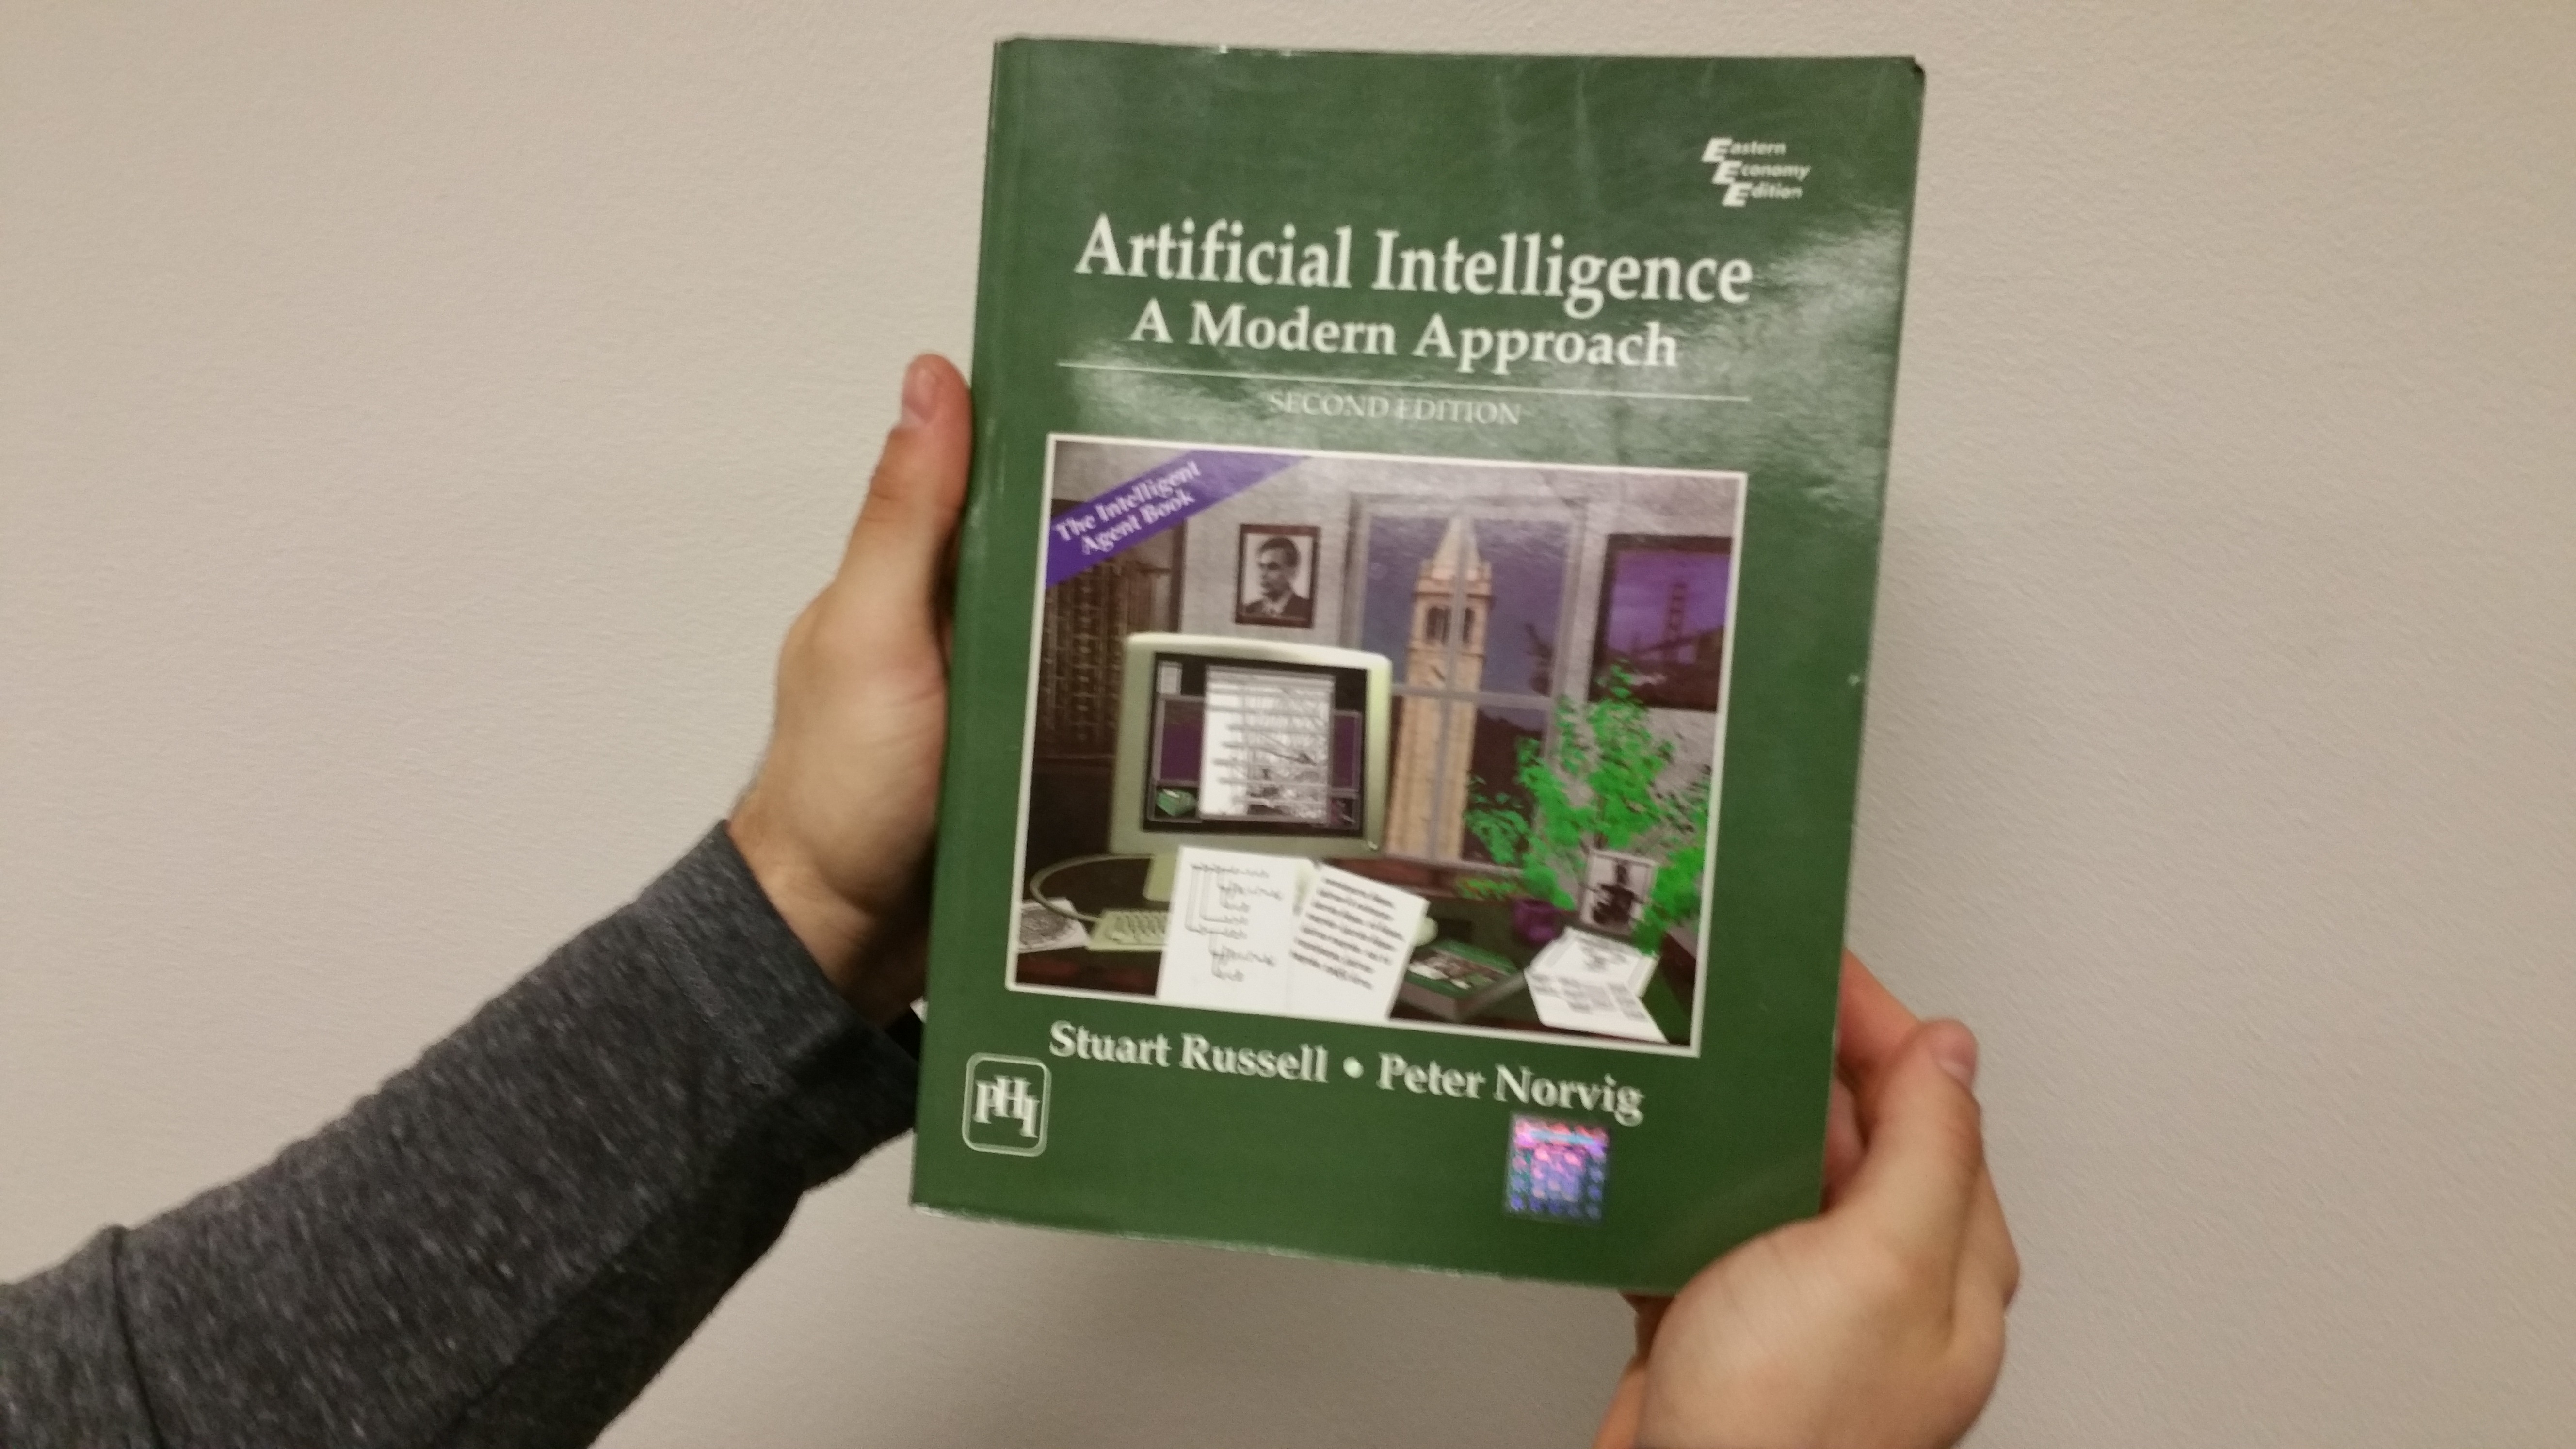 Eastern
Economy
Edition
Artificial Intelligence
A Modern Approach
SECOND EDITION
The Intelligent
Agent Book
Stuart Russell • Peter Norvig
PHI